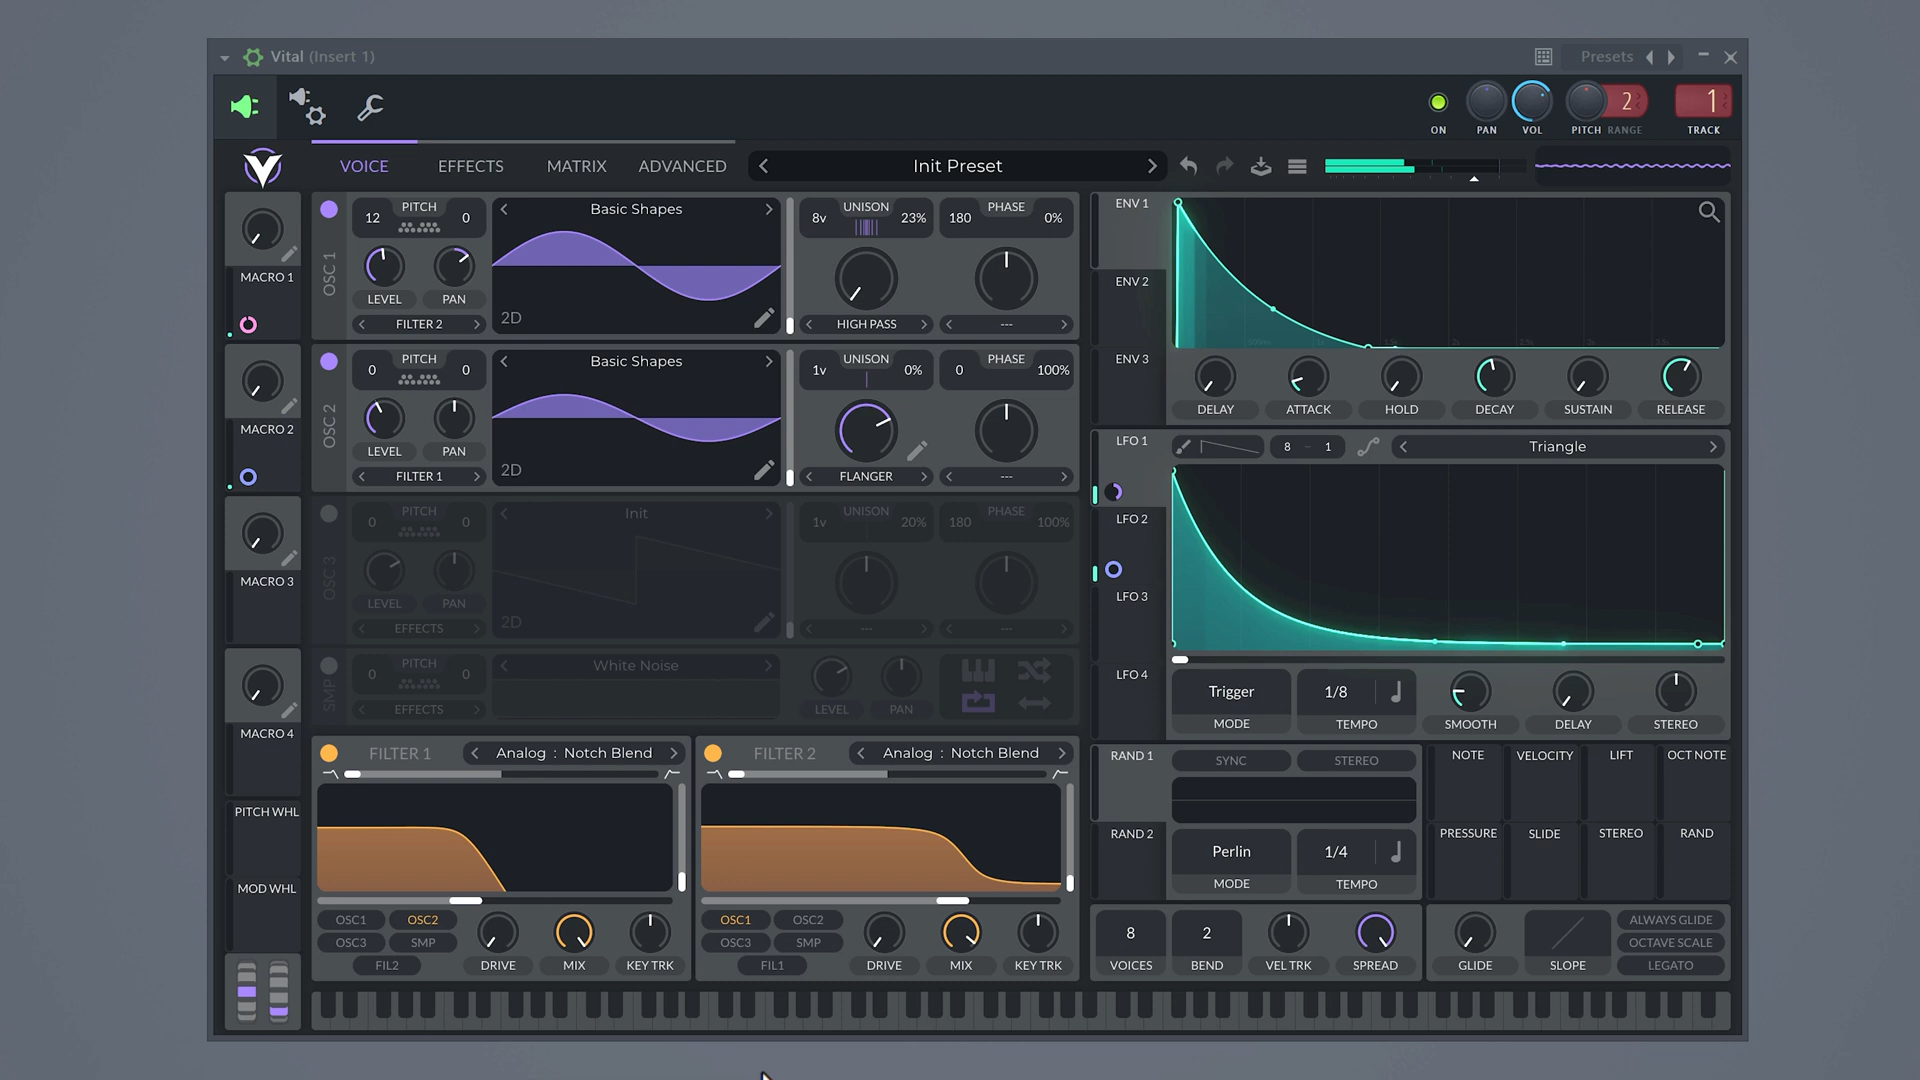 Vital (Insert 1)
Presets
ON PAN VOL PITCH RANGE TRACK
2
1
VOICE EFFECTS MATRIX ADVANCED
Init Preset
MACRO 1
MACRO 2
MACRO 3
MACRO 4
PITCH WHL
MOD WHL
OSC 1
12 PITCH 0
LEVEL PAN
FILTER 2
Basic Shapes
2D
8v UNISON 23%
HIGH PASS
180 PHASE 0%
---
OSC 2
0 PITCH 0
LEVEL PAN
FILTER 1
Basic Shapes
2D
1v UNISON 0%
FLANGER
0 PHASE 100%
---
OSC 3
0 PITCH 0
LEVEL PAN
EFFECTS
Init
2D
1v UNISON 20%
---
180 PHASE 100%
---
SMP
0 PITCH 0
EFFECTS
White Noise
LEVEL PAN
FILTER 1
Analog : Notch Blend
OSC1 OSC2
OSC3 SMP
FIL2
DRIVE MIX KEY TRK
FILTER 2
Analog : Notch Blend
OSC1 OSC2
OSC3 SMP
FIL1
DRIVE MIX KEY TRK
ENV 1
ENV 2
ENV 3
DELAY ATTACK HOLD DECAY SUSTAIN RELEASE
LFO 1
LFO 2
LFO 3
LFO 4
8 - 1
Triangle
Trigger
MODE
1/8
TEMPO
SMOOTH DELAY STEREO
RAND 1
RAND 2
SYNC STEREO
Perlin
MODE
1/4
TEMPO
NOTE VELOCITY LIFT OCT NOTE
PRESSURE SLIDE STEREO RAND
8
VOICES
2
BEND
VEL TRK SPREAD
GLIDE SLOPE
ALWAYS GLIDE
OCTAVE SCALE
LEGATO